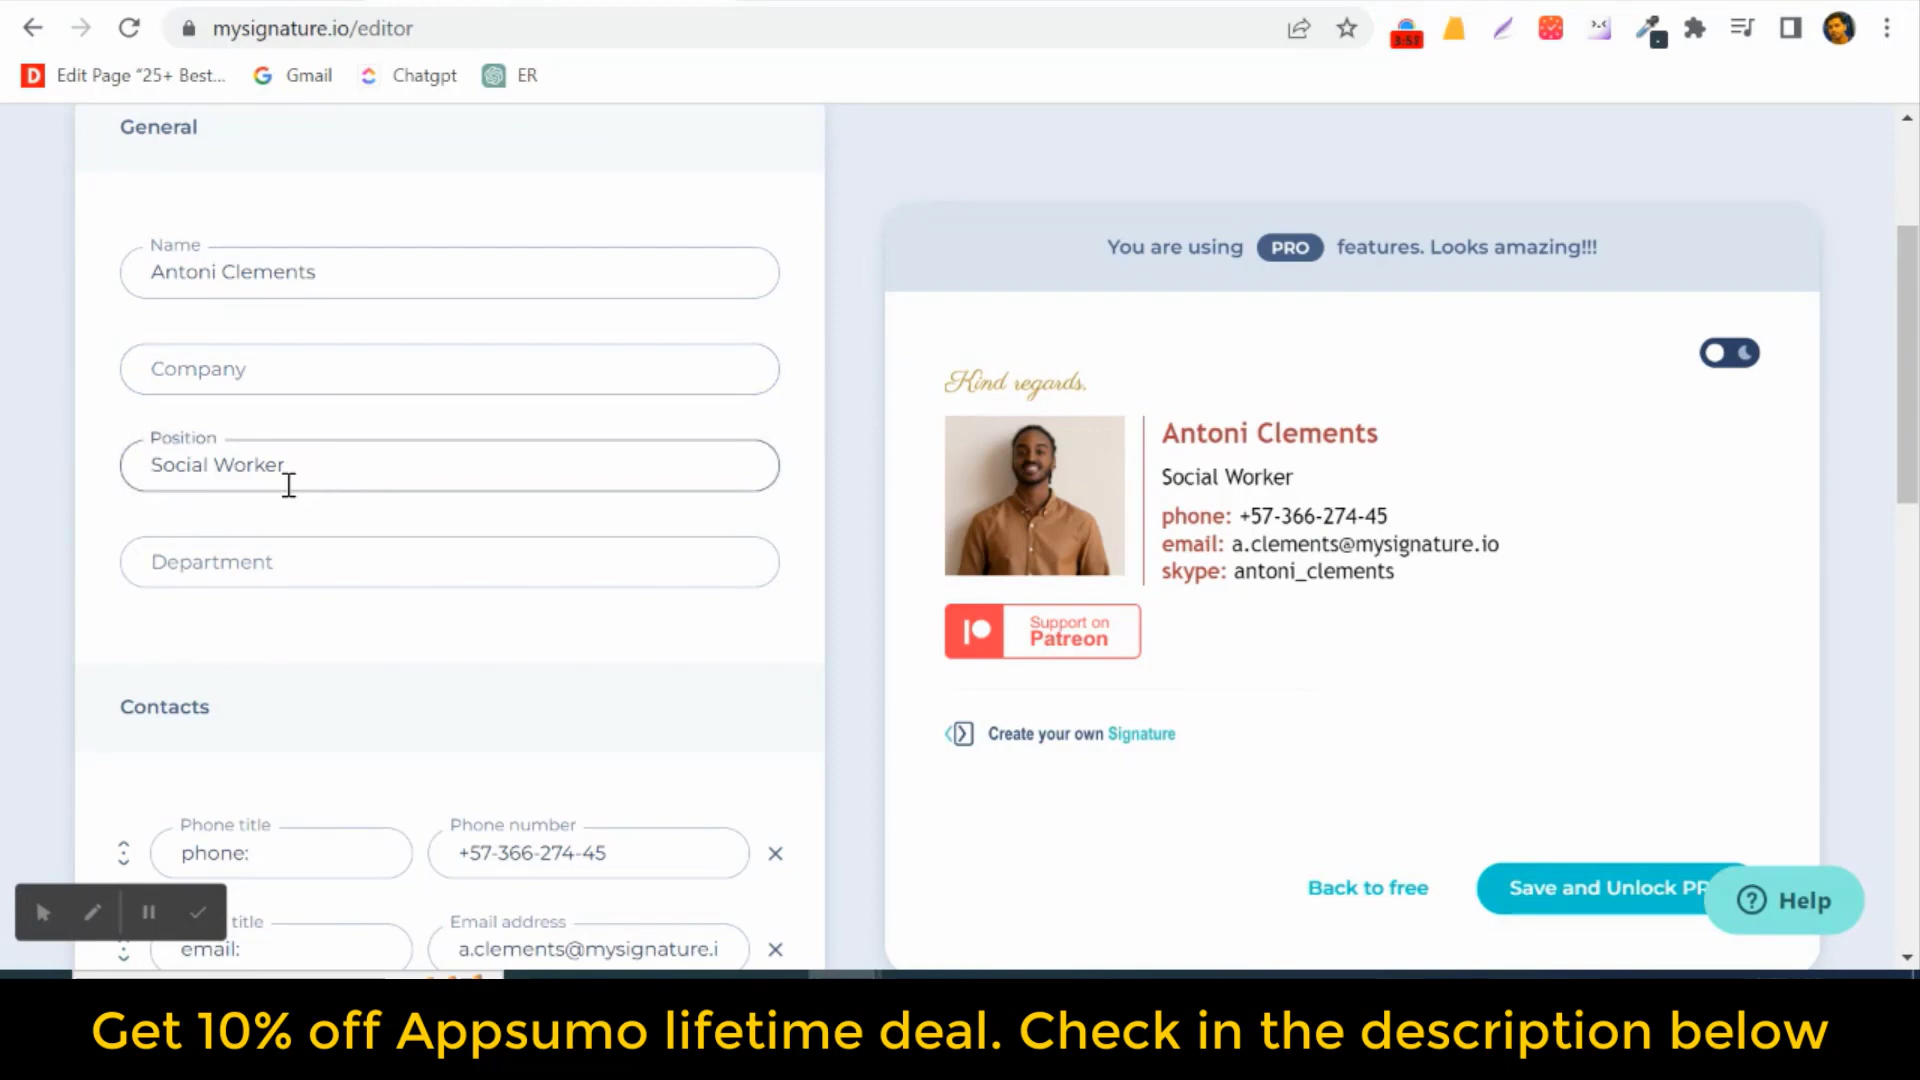 mysignature.io/editor
3:58
D Edit Page “25+ Best...
Gmail
Chatgpt
ER
General
Name
Antoni Clements
Company
Position
Social Worker
Department
Contacts
Phone title
phone:
Phone number
+57-366-274-45
title
email:
Email address
a.clements@mysignature.i
You are using PRO features. Looks amazing!!!
Kind regards.
Antoni Clements
Social Worker
phone: +57-366-274-45
email: a.clements@mysignature.io
skype: antoni_clements
Support on
Patreon
Create your own Signature
Back to free
Save and Unlock PR
Help
Get 10% off Appsumo lifetime deal. Check in the description below